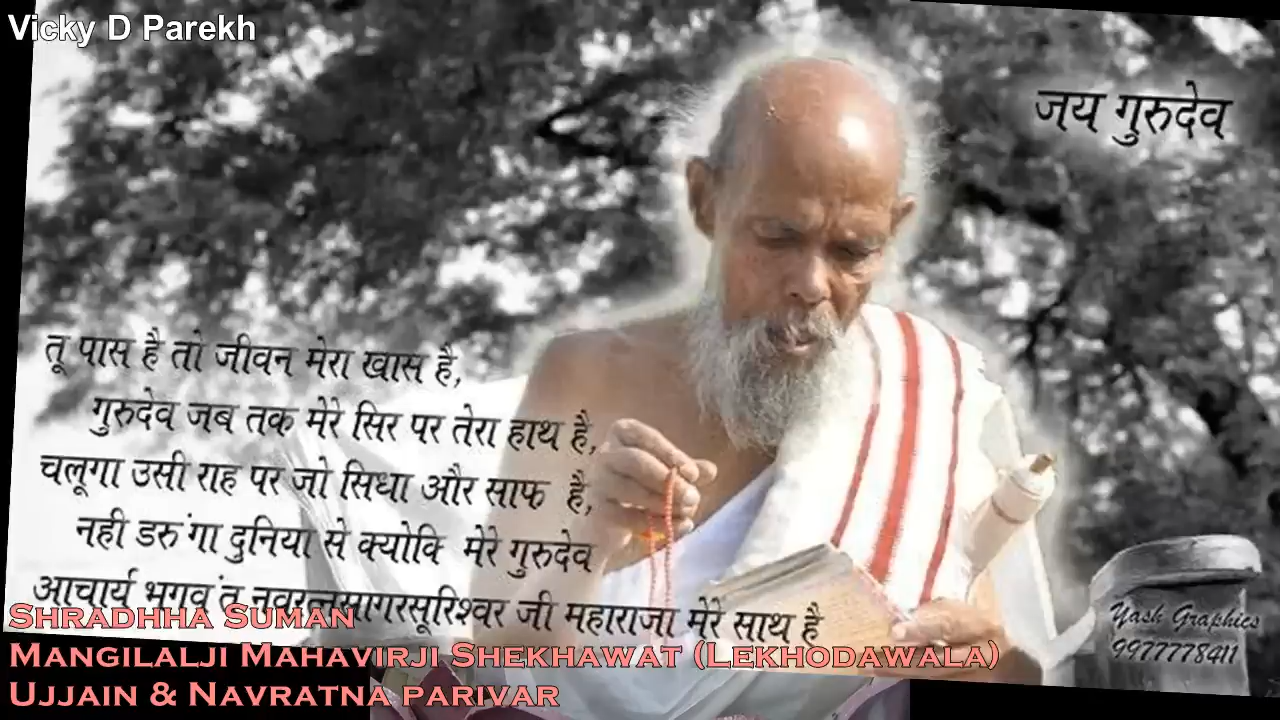 Vicky D Parekh
जय गुरुदेव
तू पास है तो जीवन मेरा खास है,
गुरुदेव जब तक मेरे सिर पर तेरा हाथ है,
चलूगा उसी राह पर जो सिधा और साफ है,
नही डरुंगा दुनिया से क्योकि मेरे गुरुदेव
आचार्य भगवंत नवरत्नसागरसूरिश्वर जी महाराजा मेरे साथ है
Shradhha Suman
Mangilalji Mahavirji Shekhawat (Lekhodawala)
Ujjain & Navratna parivar
Yash Graphics
9977778411